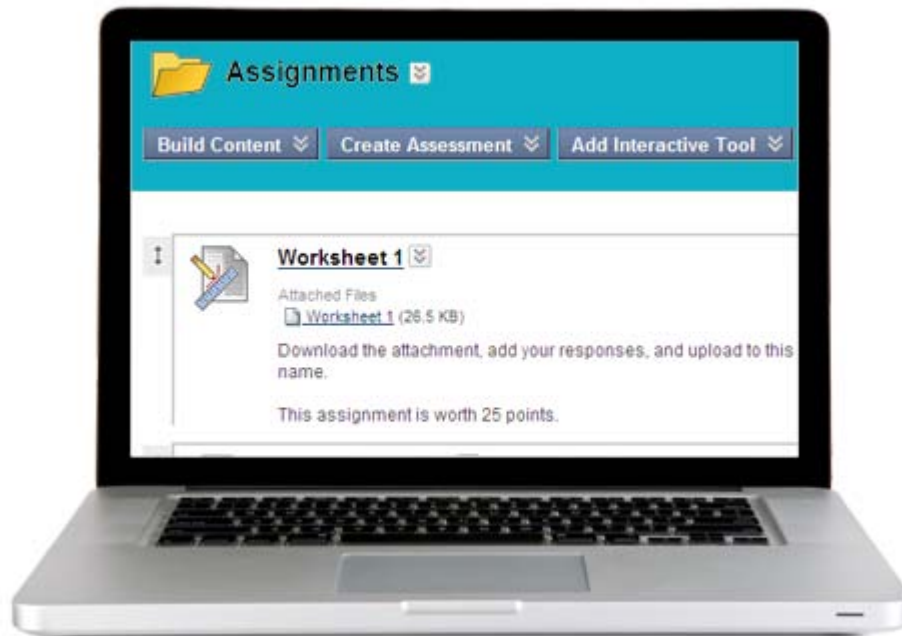 Assignments
Build Content Create Assessment Add Interactive Tool
Worksheet 1
Attached Files
Worksheet 1 (26.5 KB)
Download the attachment, add your responses, and upload to this
name.
This assignment is worth 25 points.